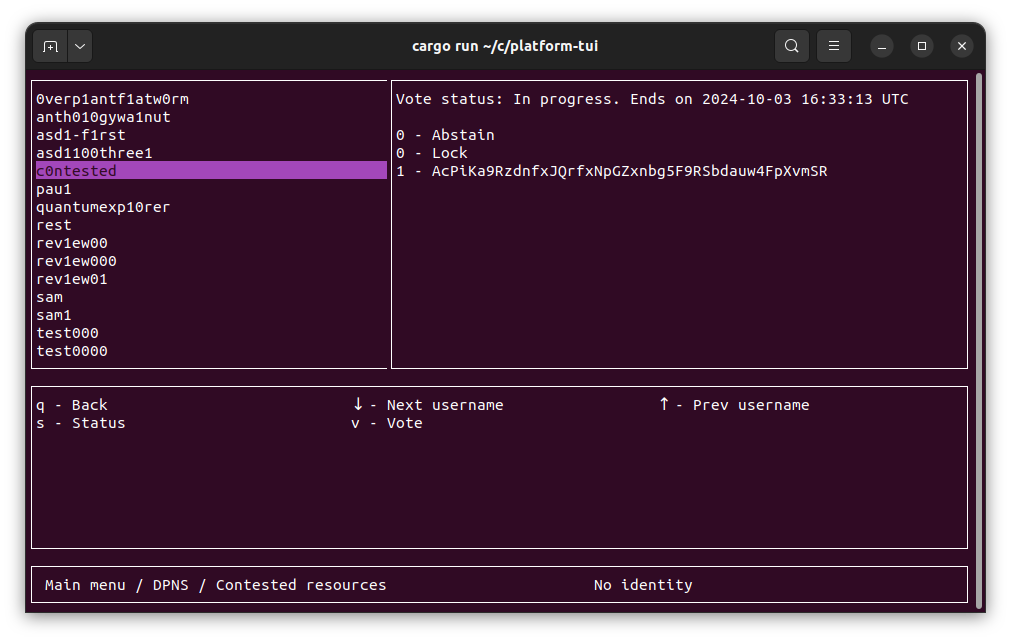 cargo run ~/c/platform-tui
0verp1antf1atw0rm
anth010gywa1nut
asd1-f1rst
asd1100three1
c0ntested
pau1
quantumexp10rer
rest
rev1ew00
rev1ew000
rev1ew01
sam
sam1
test000
test0000
Vote status: In progress. Ends on 2024-10-03 16:33:13 UTC
0 - Abstain
0 - Lock
1 - AcPiKa9RzdnfxJQrfxNpGZxnbg5F9RSbdauw4FpXvmSR
q - Back
↓ - Next username
↑ - Prev username
s - Status
v - Vote
Main menu / DPNS / Contested resources
No identity